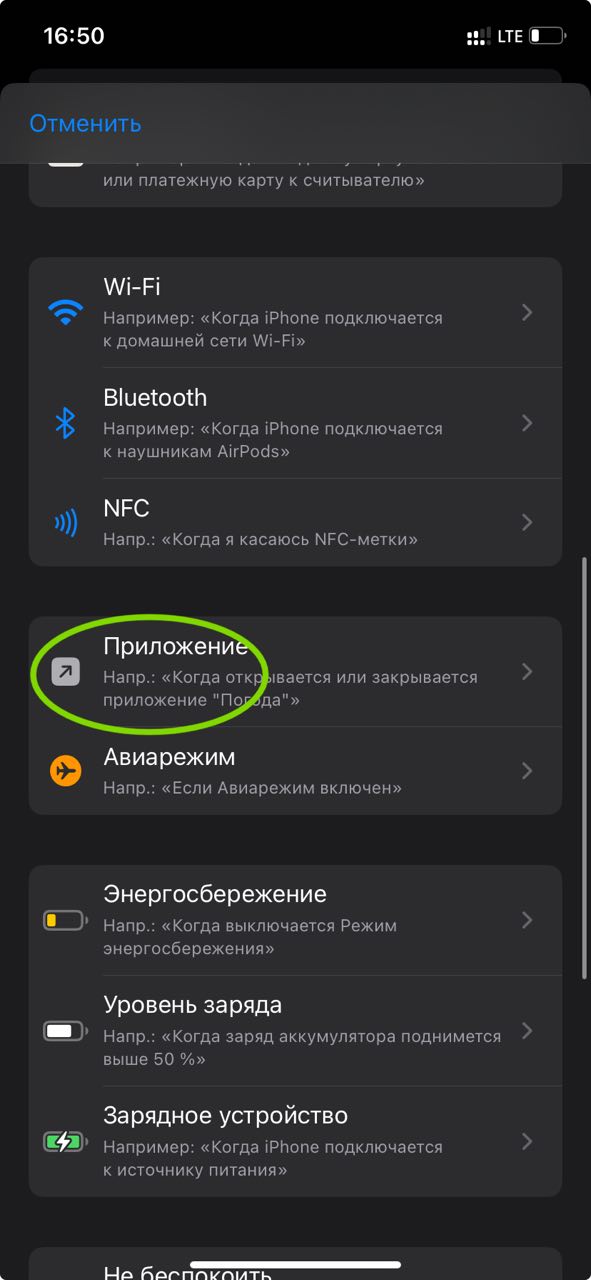 16:50
LTE
Отменить
или платежную карту к считывателю»
Wi-Fi
Например: «Когда iPhone подключается
к домашней сети Wi-Fi»
Bluetooth
Например: «Когда iPhone подключается
к наушникам AirPods»
NFC
Напр.: «Когда я касаюсь NFC-метки»
Приложение
Напр.: «Когда открывается или закрывается
приложение "Погода"»
Авиарежим
Напр.: «Если Авиарежим включен»
Энергосбережение
Напр.: «Когда выключается Режим
энергосбережения»
Уровень заряда
Напр.: «Когда заряд аккумулятора поднимется
выше 50 %»
Зарядное устройство
Например: «Когда iPhone подключается
к источнику питания»
Не беспокоить